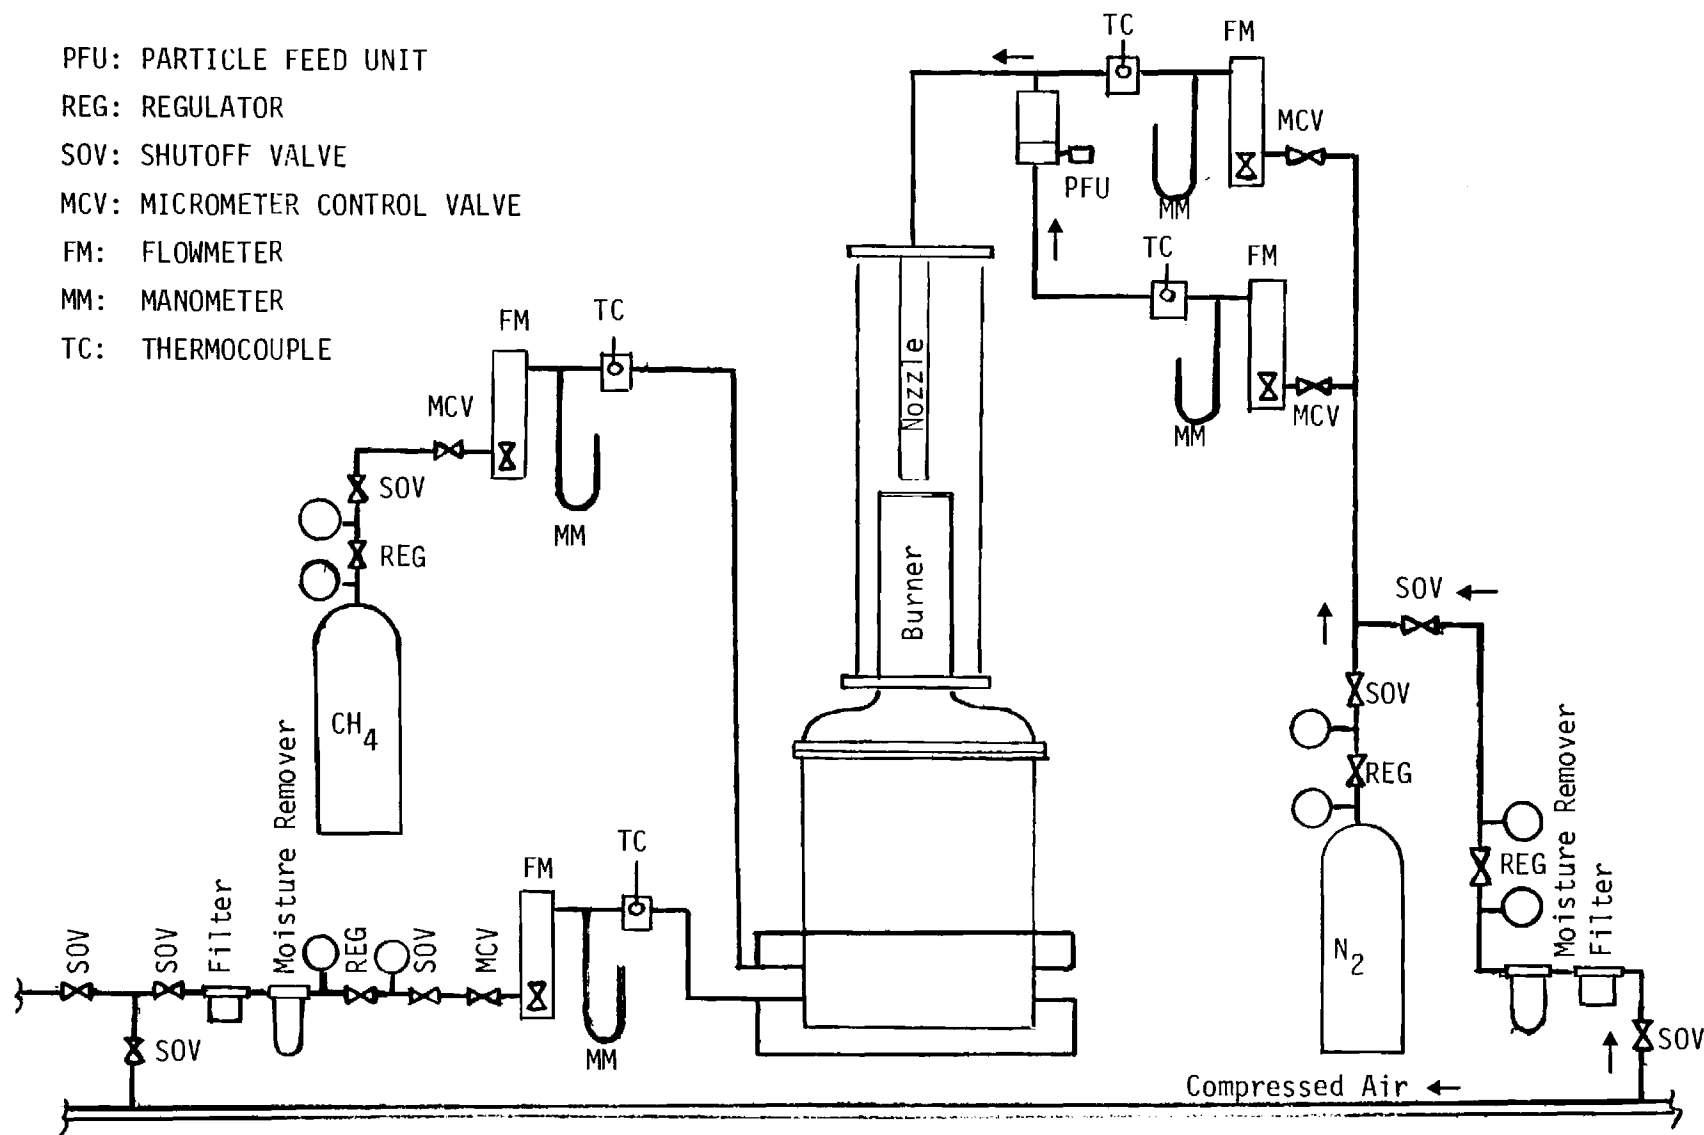 PFU: PARTICLE FEED UNIT
REG: REGULATOR
SOV: SHUTOFF VALVE
MCV: MICROMETER CONTROL VALVE
FM: FLOWMETER
MM: MANOMETER
TC: THERMOCOUPLE
TC
FM
MCV
PFU
MM
TC
FM
MCV
MM
FM
TC
MCV
SOV
MM
REG
CH4
Nozzle
Burner
SOV
SOV
REG
N2
REG
Moisture Remover
Filter
SOV
TC
FM
SOV
SOV
Filter
Moisture Remover
REG
SOV
MCV
SOV
MM
Compressed Air